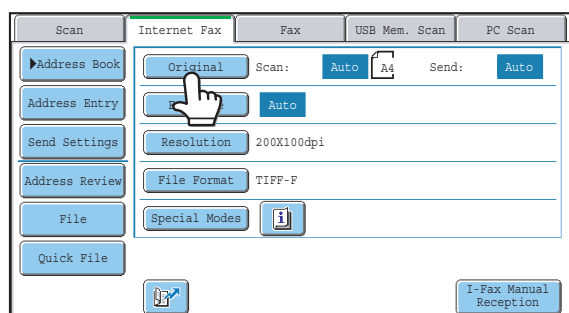 Scan
Internet Fax
Fax
USB Mem. Scan
PC Scan
Address Book
Original
Scan:
Auto
A4
Send:
Auto
Address Entry
Auto
Send Settings
Resolution
200X100dpi
Address Review
File Format
TIFF-F
File
Special Modes
Quick File
I-Fax Manual
Reception